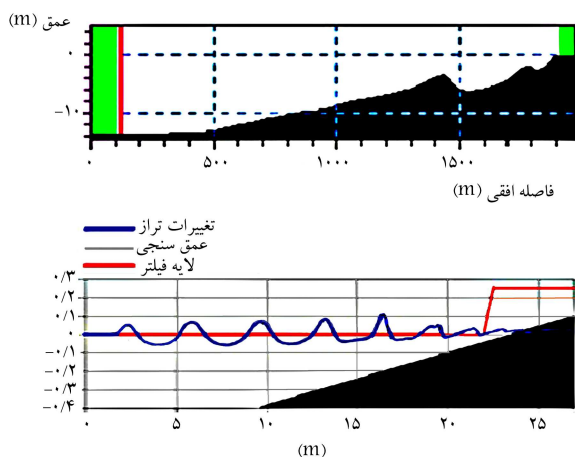 عمق (m)
۰
−۱۰
۰ ۵۰۰ ۱۰۰۰ ۱۵۰۰
فاصله افقی (m)
تغییرات تراز
عمق سنجی
لایه فیلتر
۰/۳
۰/۲
۰/۱
۰
−۰/۱
−۰/۲
−۰/۳
−۰/۴
۰ ۵ ۱۰ ۱۵ ۲۰ ۲۵
(m)